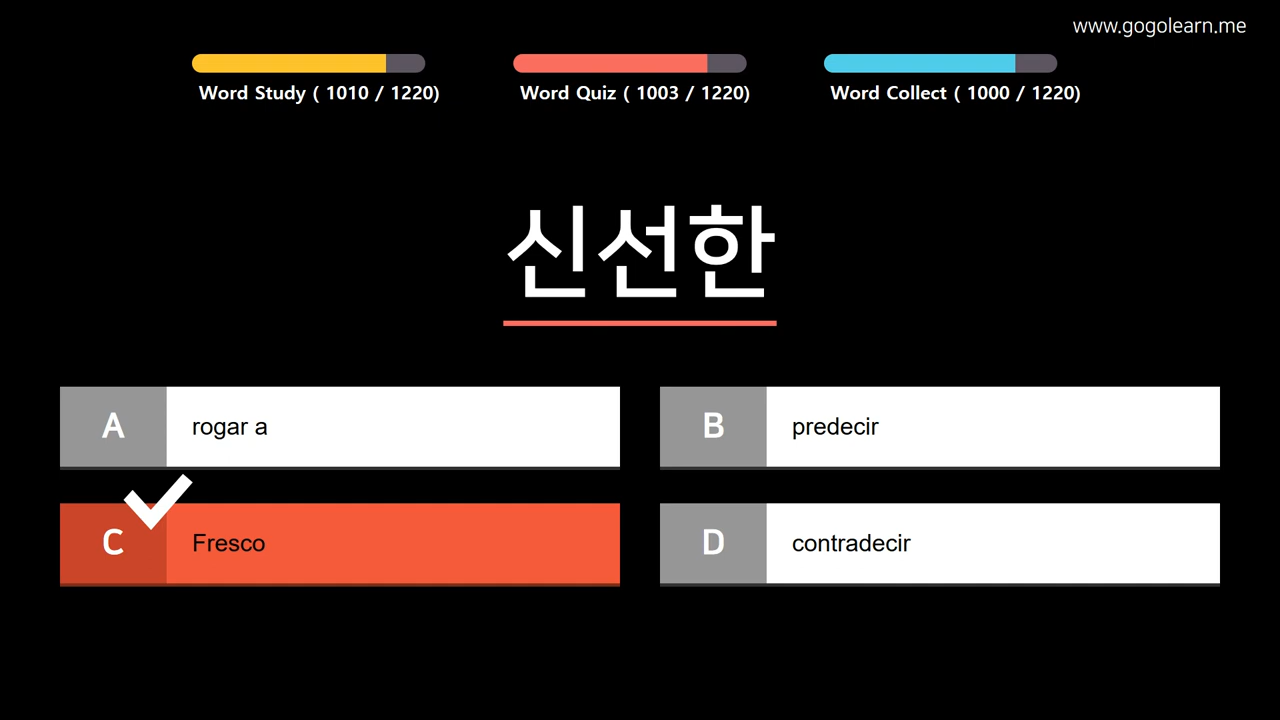 www.gogolearn.me
Word Study ( 1010 / 1220)
Word Quiz ( 1003 / 1220)
Word Collect ( 1000 / 1220)
신선한
A rogar a
B predecir
C Fresco
D contradecir